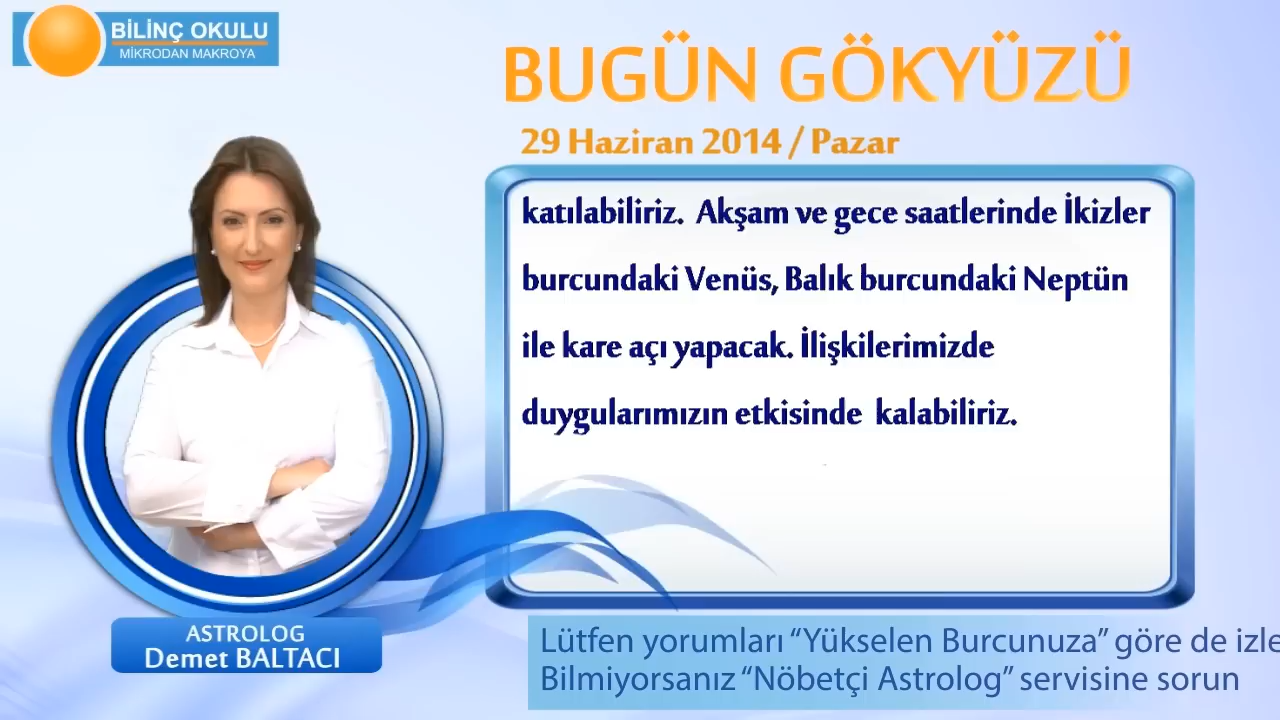 BİLİNÇ OKULU
MİKRODAN MAKROYA
BUGÜN GÖKYÜZÜ
29 Haziran 2014 / Pazar
katılabiliriz. Akşam ve gece saatlerinde İkizler
burcundaki Venüs, Balık burcundaki Neptün
ile kare açı yapacak. İlişkilerimizde
duygularımızın etkisinde kalabiliriz.
ASTROLOG
Demet BALTACI
Lütfen yorumları “Yükselen Burcunuza” göre de izle
Bilmiyorsanız “Nöbetçi Astrolog” servisine sorun